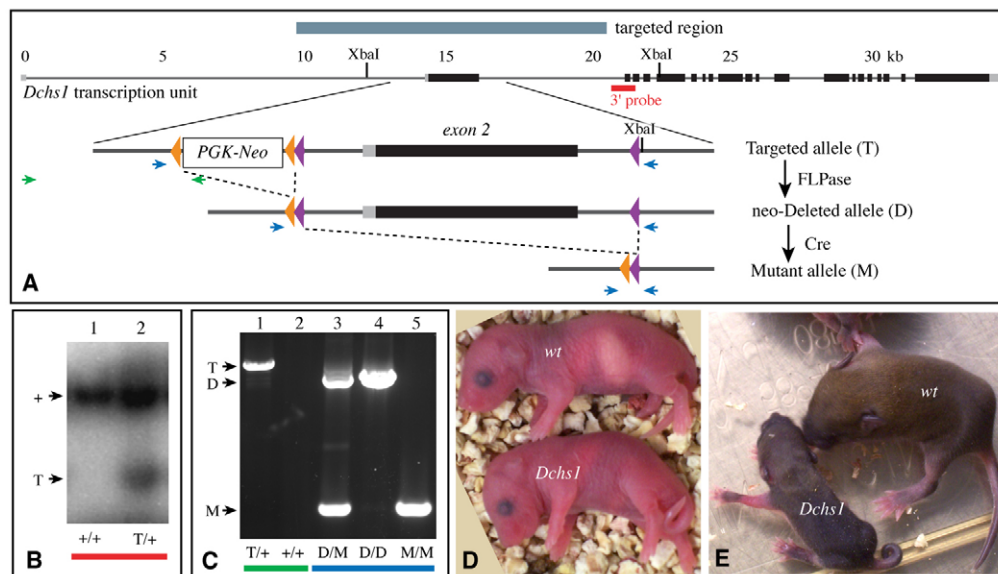 targeted region
0 5 10 15 20 25 30 kb
XbaI XbaI
Dchs1 transcription unit
3' probe
exon 2
XbaI
PGK-Neo
Targeted allele (T)
FLPase
neo-Deleted allele (D)
Cre
Mutant allele (M)
A
1 2
+
T
+/+ T/+
B
1 2 3 4 5
T
D
M
T/+ +/+ D/M D/D M/M
C
wt
Dchs1
D
wt
Dchs1
E